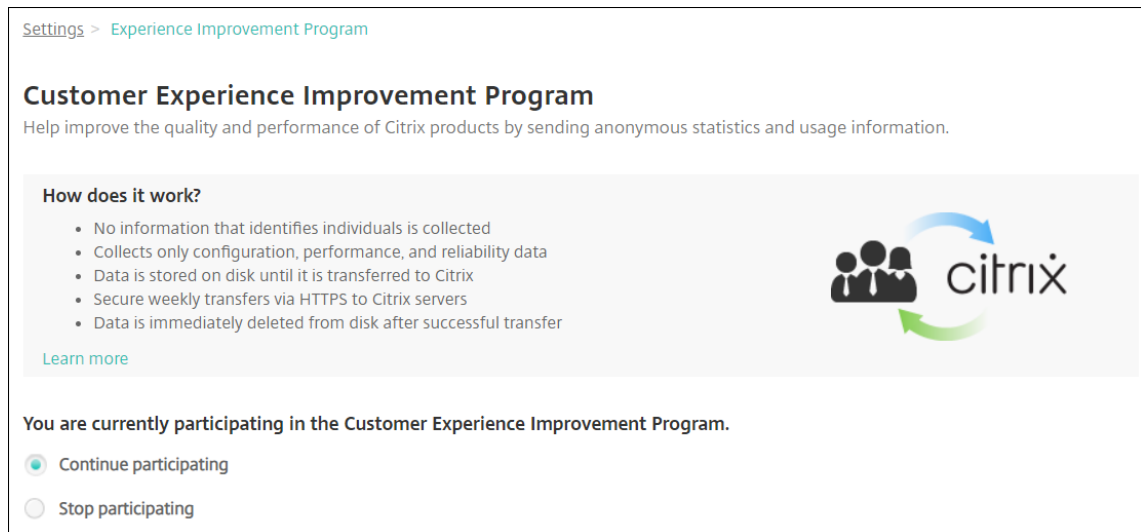 Settings > Experience Improvement Program
Customer Experience Improvement Program
Help improve the quality and performance of Citrix products by sending anonymous statistics and usage information.
How does it work?
• No information that identifies individuals is collected
• Collects only configuration, performance, and reliability data
• Data is stored on disk until it is transferred to Citrix
• Secure weekly transfers via HTTPS to Citrix servers
• Data is immediately deleted from disk after successful transfer
Learn more
citrix
You are currently participating in the Customer Experience Improvement Program.
Continue participating
Stop participating